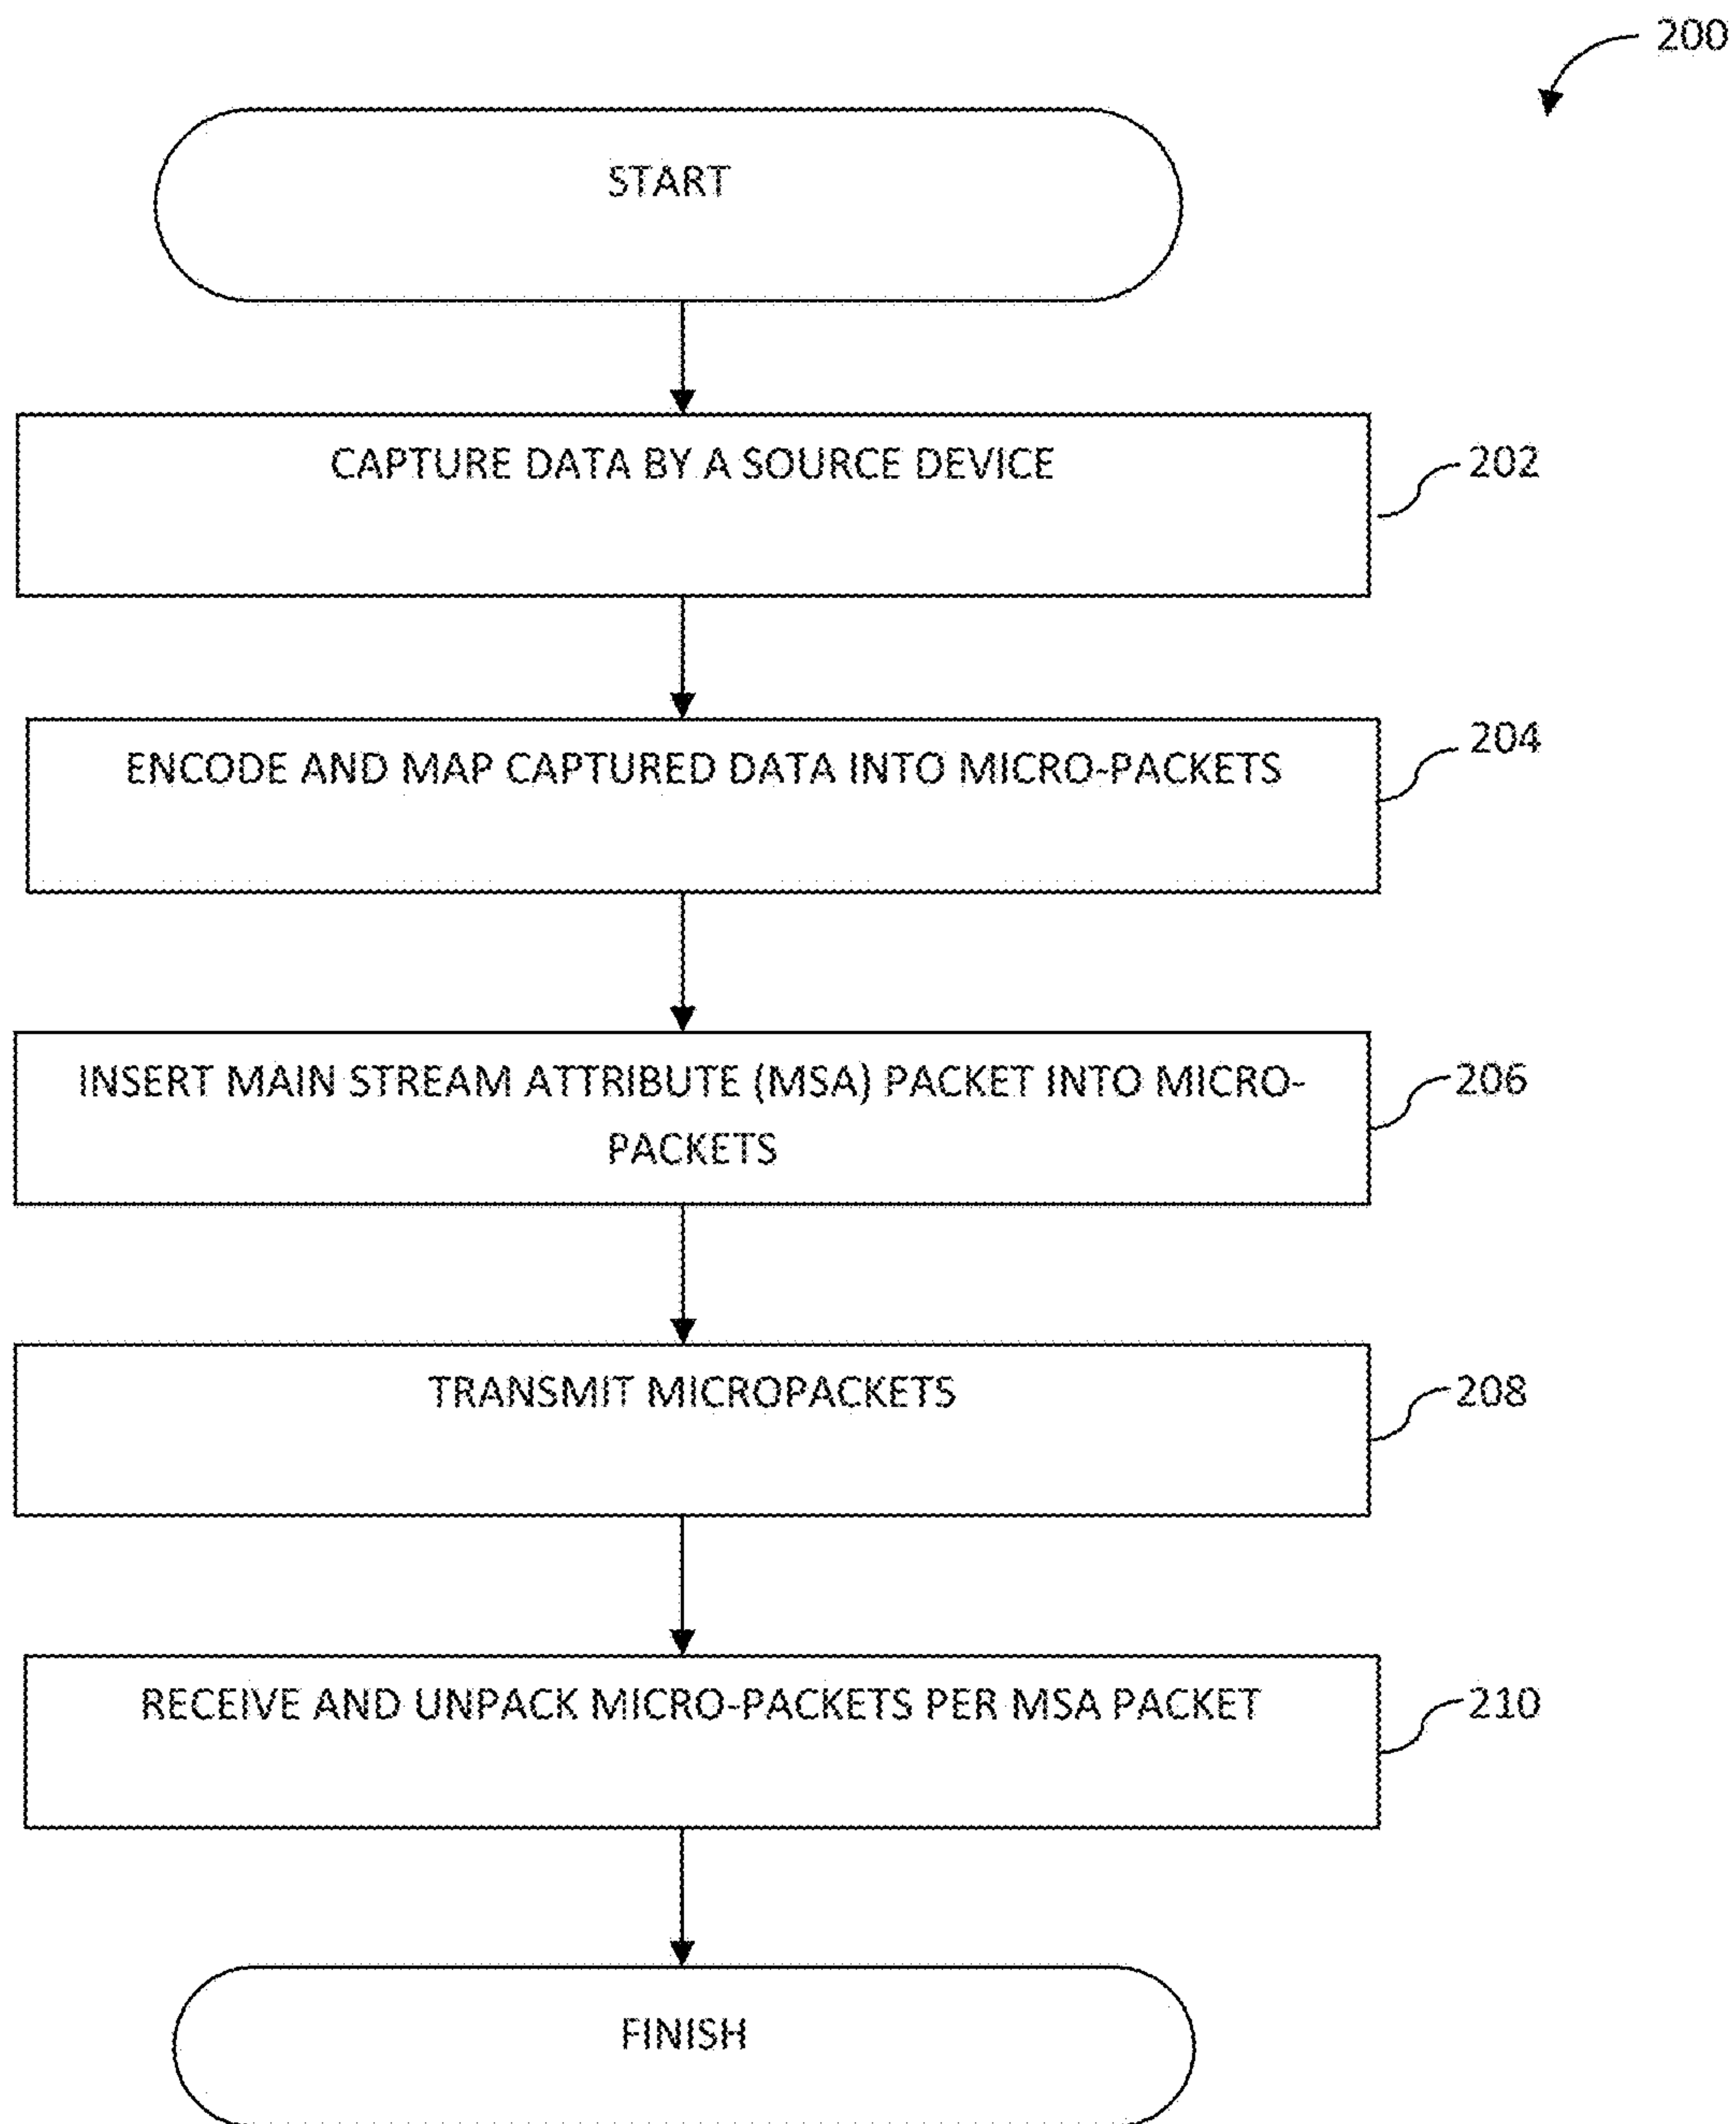 200
START
CAPTURE DATA BY A SOURCE DEVICE
202
ENCODE AND MAP CAPTURED DATA INTO MICRO-PACKETS
204
INSERT MAIN STREAM ATTRIBUTE (MSA) PACKET INTO MICRO-
PACKETS
206
TRANSMIT MICROPACKETS
208
RECEIVE AND UNPACK MICRO-PACKETS PER MSA PACKET
210
FINISH